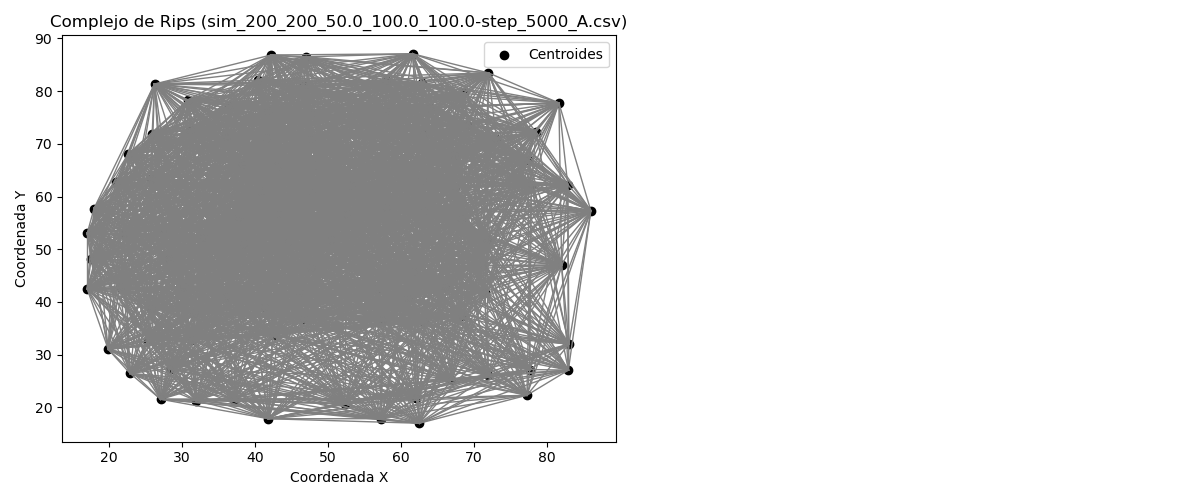 Complejo de Rips (sim_200_200_50.0_100.0_100.0-step_5000_A.csv)
Centroides
90
80
70
60
50
40
30
20
Coordenada Y
20 30 40 50 60 70 80
Coordenada X